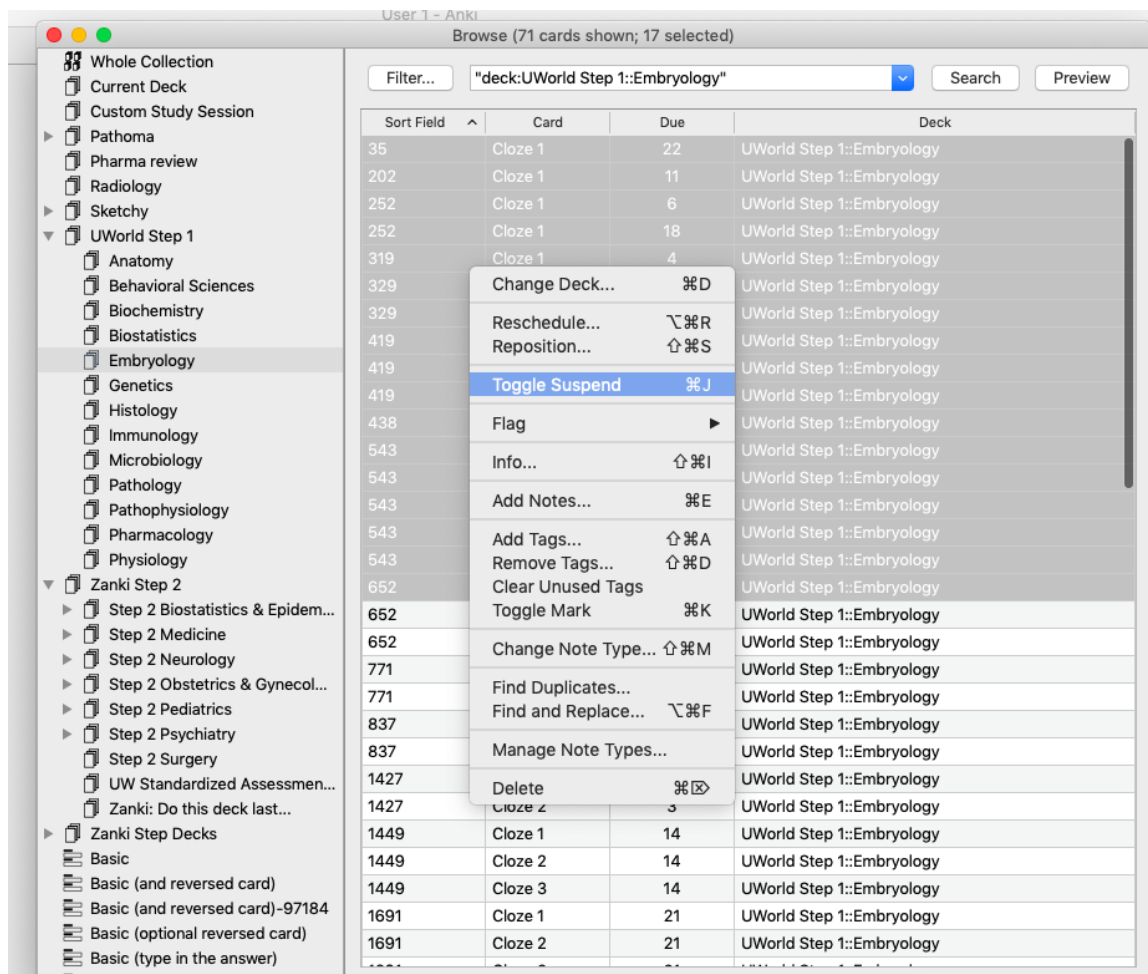 User 1 - Anki
Browse (71 cards shown; 17 selected)
Whole Collection
Current Deck
Custom Study Session
Pathoma
Pharma review
Radiology
Sketchy
UWorld Step 1
Anatomy
Behavioral Sciences
Biochemistry
Biostatistics
Embryology
Genetics
Histology
Immunology
Microbiology
Pathology
Pathophysiology
Pharmacology
Physiology
Zanki Step 2
Step 2 Biostatistics & Epidem...
Step 2 Medicine
Step 2 Neurology
Step 2 Obstetrics & Gynecol...
Step 2 Pediatrics
Step 2 Psychiatry
Step 2 Surgery
UW Standardized Assessmen...
Zanki: Do this deck last...
Zanki Step Decks
Basic
Basic (and reversed card)
Basic (and reversed card)-97184
Basic (optional reversed card)
Basic (type in the answer)
Filter... "deck:UWorld Step 1::Embryology" Search Preview
Sort Field Card Due Deck
35 Cloze 1 22 UWorld Step 1::Embryology
202 Cloze 1 11 UWorld Step 1::Embryology
252 Cloze 1 6 UWorld Step 1::Embryology
252 Cloze 1 18 UWorld Step 1::Embryology
319 Cloze 1 4 UWorld Step 1::Embryology
329 UWorld Step 1::Embryology
329 UWorld Step 1::Embryology
419 UWorld Step 1::Embryology
419 UWorld Step 1::Embryology
419 UWorld Step 1::Embryology
438 UWorld Step 1::Embryology
543 UWorld Step 1::Embryology
543 UWorld Step 1::Embryology
543 UWorld Step 1::Embryology
543 UWorld Step 1::Embryology
543 UWorld Step 1::Embryology
652 UWorld Step 1::Embryology
652 UWorld Step 1::Embryology
652 UWorld Step 1::Embryology
771 UWorld Step 1::Embryology
771 UWorld Step 1::Embryology
837 UWorld Step 1::Embryology
837 UWorld Step 1::Embryology
1427 UWorld Step 1::Embryology
1427 Cloze 2 3 UWorld Step 1::Embryology
1449 Cloze 1 14 UWorld Step 1::Embryology
1449 Cloze 2 14 UWorld Step 1::Embryology
1449 Cloze 3 14 UWorld Step 1::Embryology
1691 Cloze 1 21 UWorld Step 1::Embryology
1691 Cloze 2 21 UWorld Step 1::Embryology
Change Deck... ⌘D
Reschedule... ⌥⌘R
Reposition... ⇧⌘S
Toggle Suspend ⌘J
Flag
Info... ⇧⌘I
Add Notes... ⌘E
Add Tags... ⇧⌘A
Remove Tags... ⇧⌘D
Clear Unused Tags
Toggle Mark ⌘K
Change Note Type... ⇧⌘M
Find Duplicates...
Find and Replace... ⌥⌘F
Manage Note Types...
Delete ⌘⌦